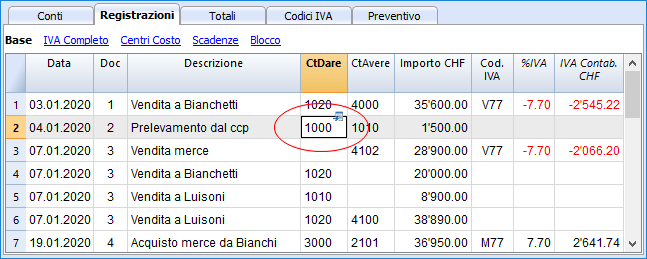 Conti Registrazioni Totali Codici IVA Preventivo
Base IVA Completo Centri Costo Scadenze Blocco
Data Doc Descrizione CtDare CtAvere Importo CHF Cod. IVA %IVA IVA Contab. CHF
1 03.01.2020 1 Vendita a Bianchetti 1020 4000 35'600.00 V77 -7.70 -2'545.22
2 04.01.2020 2 Prelevamento dal ccp 1000 1010 1'500.00
3 07.01.2020 3 Vendita merce 4102 28'900.00 V77 -7.70 -2'066.20
4 07.01.2020 3 Vendita a Bianchetti 1020 20'000.00
5 07.01.2020 3 Vendita a Luisoni 1010 8'900.00
6 07.01.2020 3 Vendita a Luisoni 1020 4100 38'890.00
7 19.01.2020 4 Acquisto merce da Bianchi 3000 2101 36'950.00 M77 7.70 2'641.74